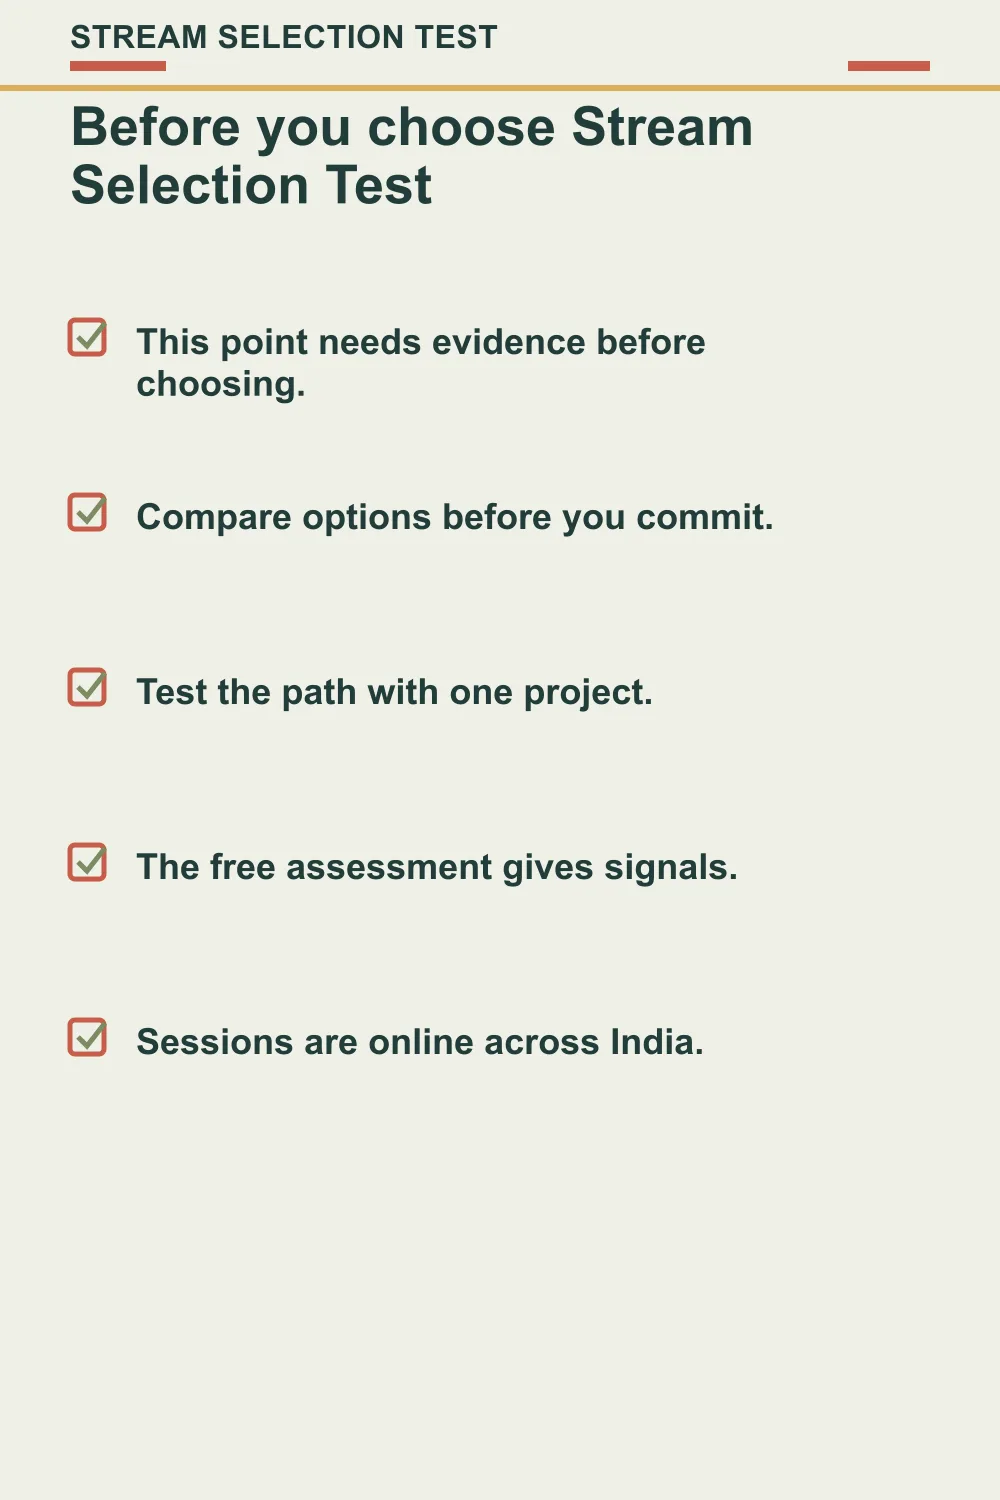 STREAM SELECTION TEST
Before you choose Stream
Selection Test
This point needs evidence before
choosing.
Compare options before you commit.
Test the path with one project.
The free assessment gives signals.
Sessions are online across India.